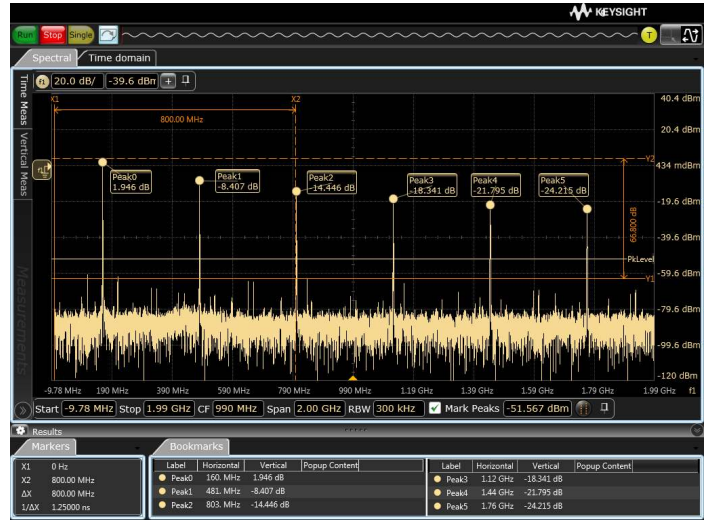 KEYSIGHT
Run Stop Single T
Spectral Time domain
Time Meas
Vertical Meas
Measurements
f1 20.0 dB/ -39.6 dBm +
X1 X2
800.00 MHz
40.4 dBm
20.4 dBm
Y2
434 mdBm
-19.6 dBm
-39.6 dBm
PkLevel
-59.6 dBm
Y1
-79.6 dBm
-99.6 dBm
-120 dBm
66.800 dB
Peak0
1.946 dB
Peak1
-8.407 dB
Peak2
-14.446 dB
Peak3
-18.341 dB
Peak4
-21.795 dB
Peak5
-24.215 dB
-9.78 MHz 190 MHz 390 MHz 590 MHz 790 MHz 990 MHz 1.19 GHz 1.39 GHz 1.59 GHz 1.79 GHz 1.99 GHz f1
Start -9.78 MHz Stop 1.99 GHz CF 990 MHz Span 2.00 GHz RBW 300 kHz Mark Peaks -51.567 dBm
Results
Markers
X1 0 Hz
X2 800.00 MHz
ΔX 800.00 MHz
1/ΔX 1.25000 ns
Bookmarks
Label Horizontal Vertical Popup Content
Peak0 160. MHz 1.946 dB
Peak1 481. MHz -8.407 dB
Peak2 803. MHz -14.446 dB
Label Horizontal Vertical Popup Content
Peak3 1.12 GHz -18.341 dB
Peak4 1.44 GHz -21.795 dB
Peak5 1.76 GHz -24.215 dB